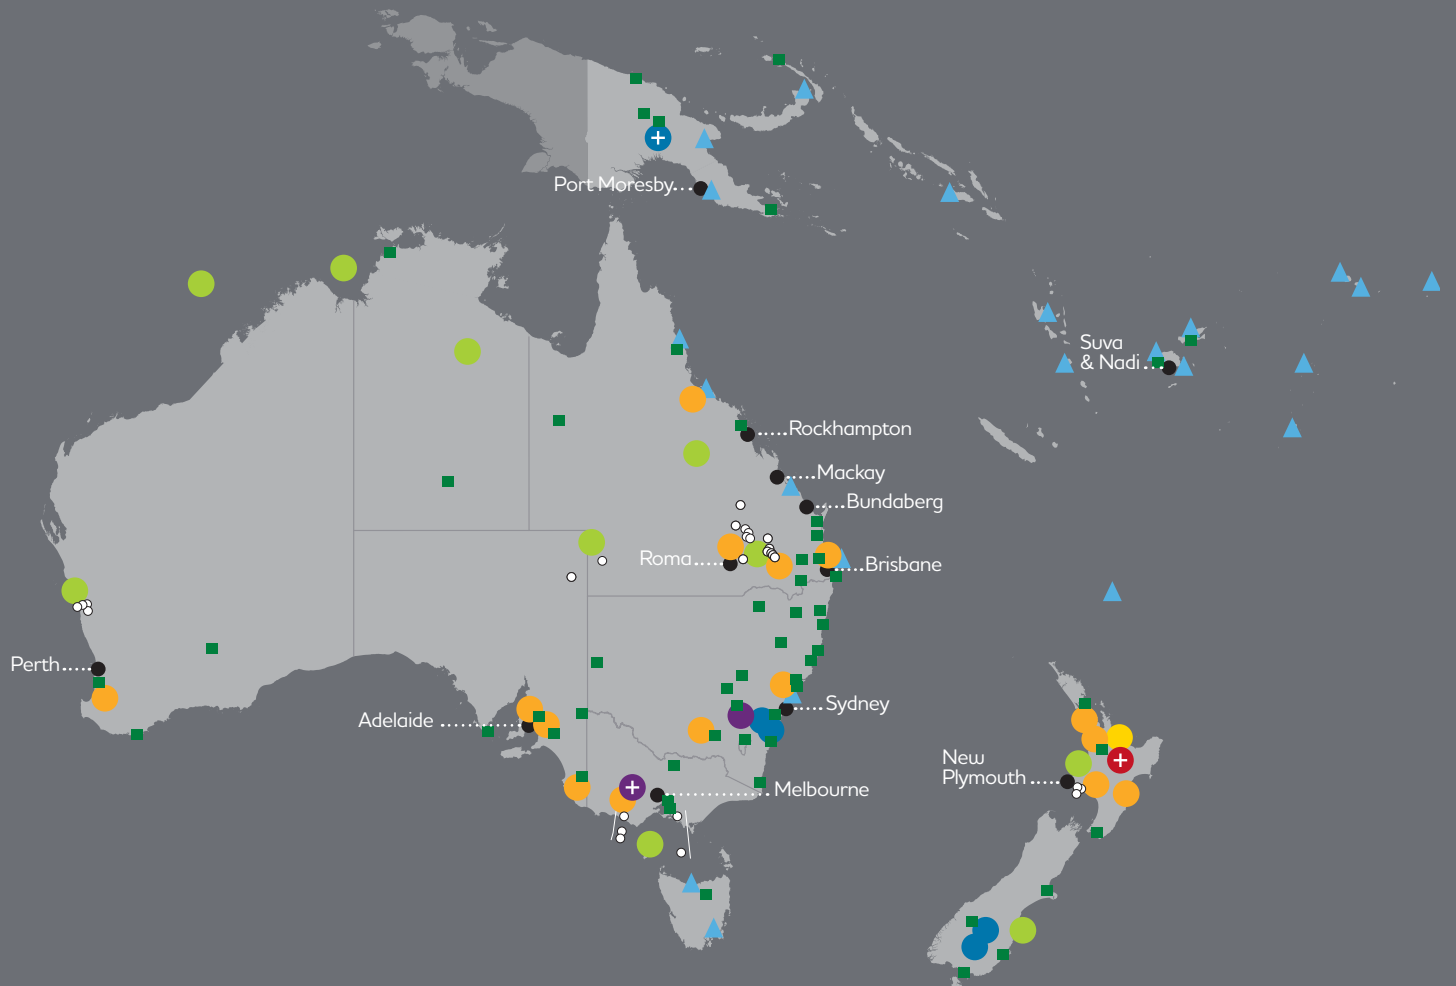 Port Moresby
Suva
& Nadi
Rockhampton
Mackay
Bundaberg
Roma
Brisbane
Perth
Adelaide
Sydney
New
Plymouth
Melbourne